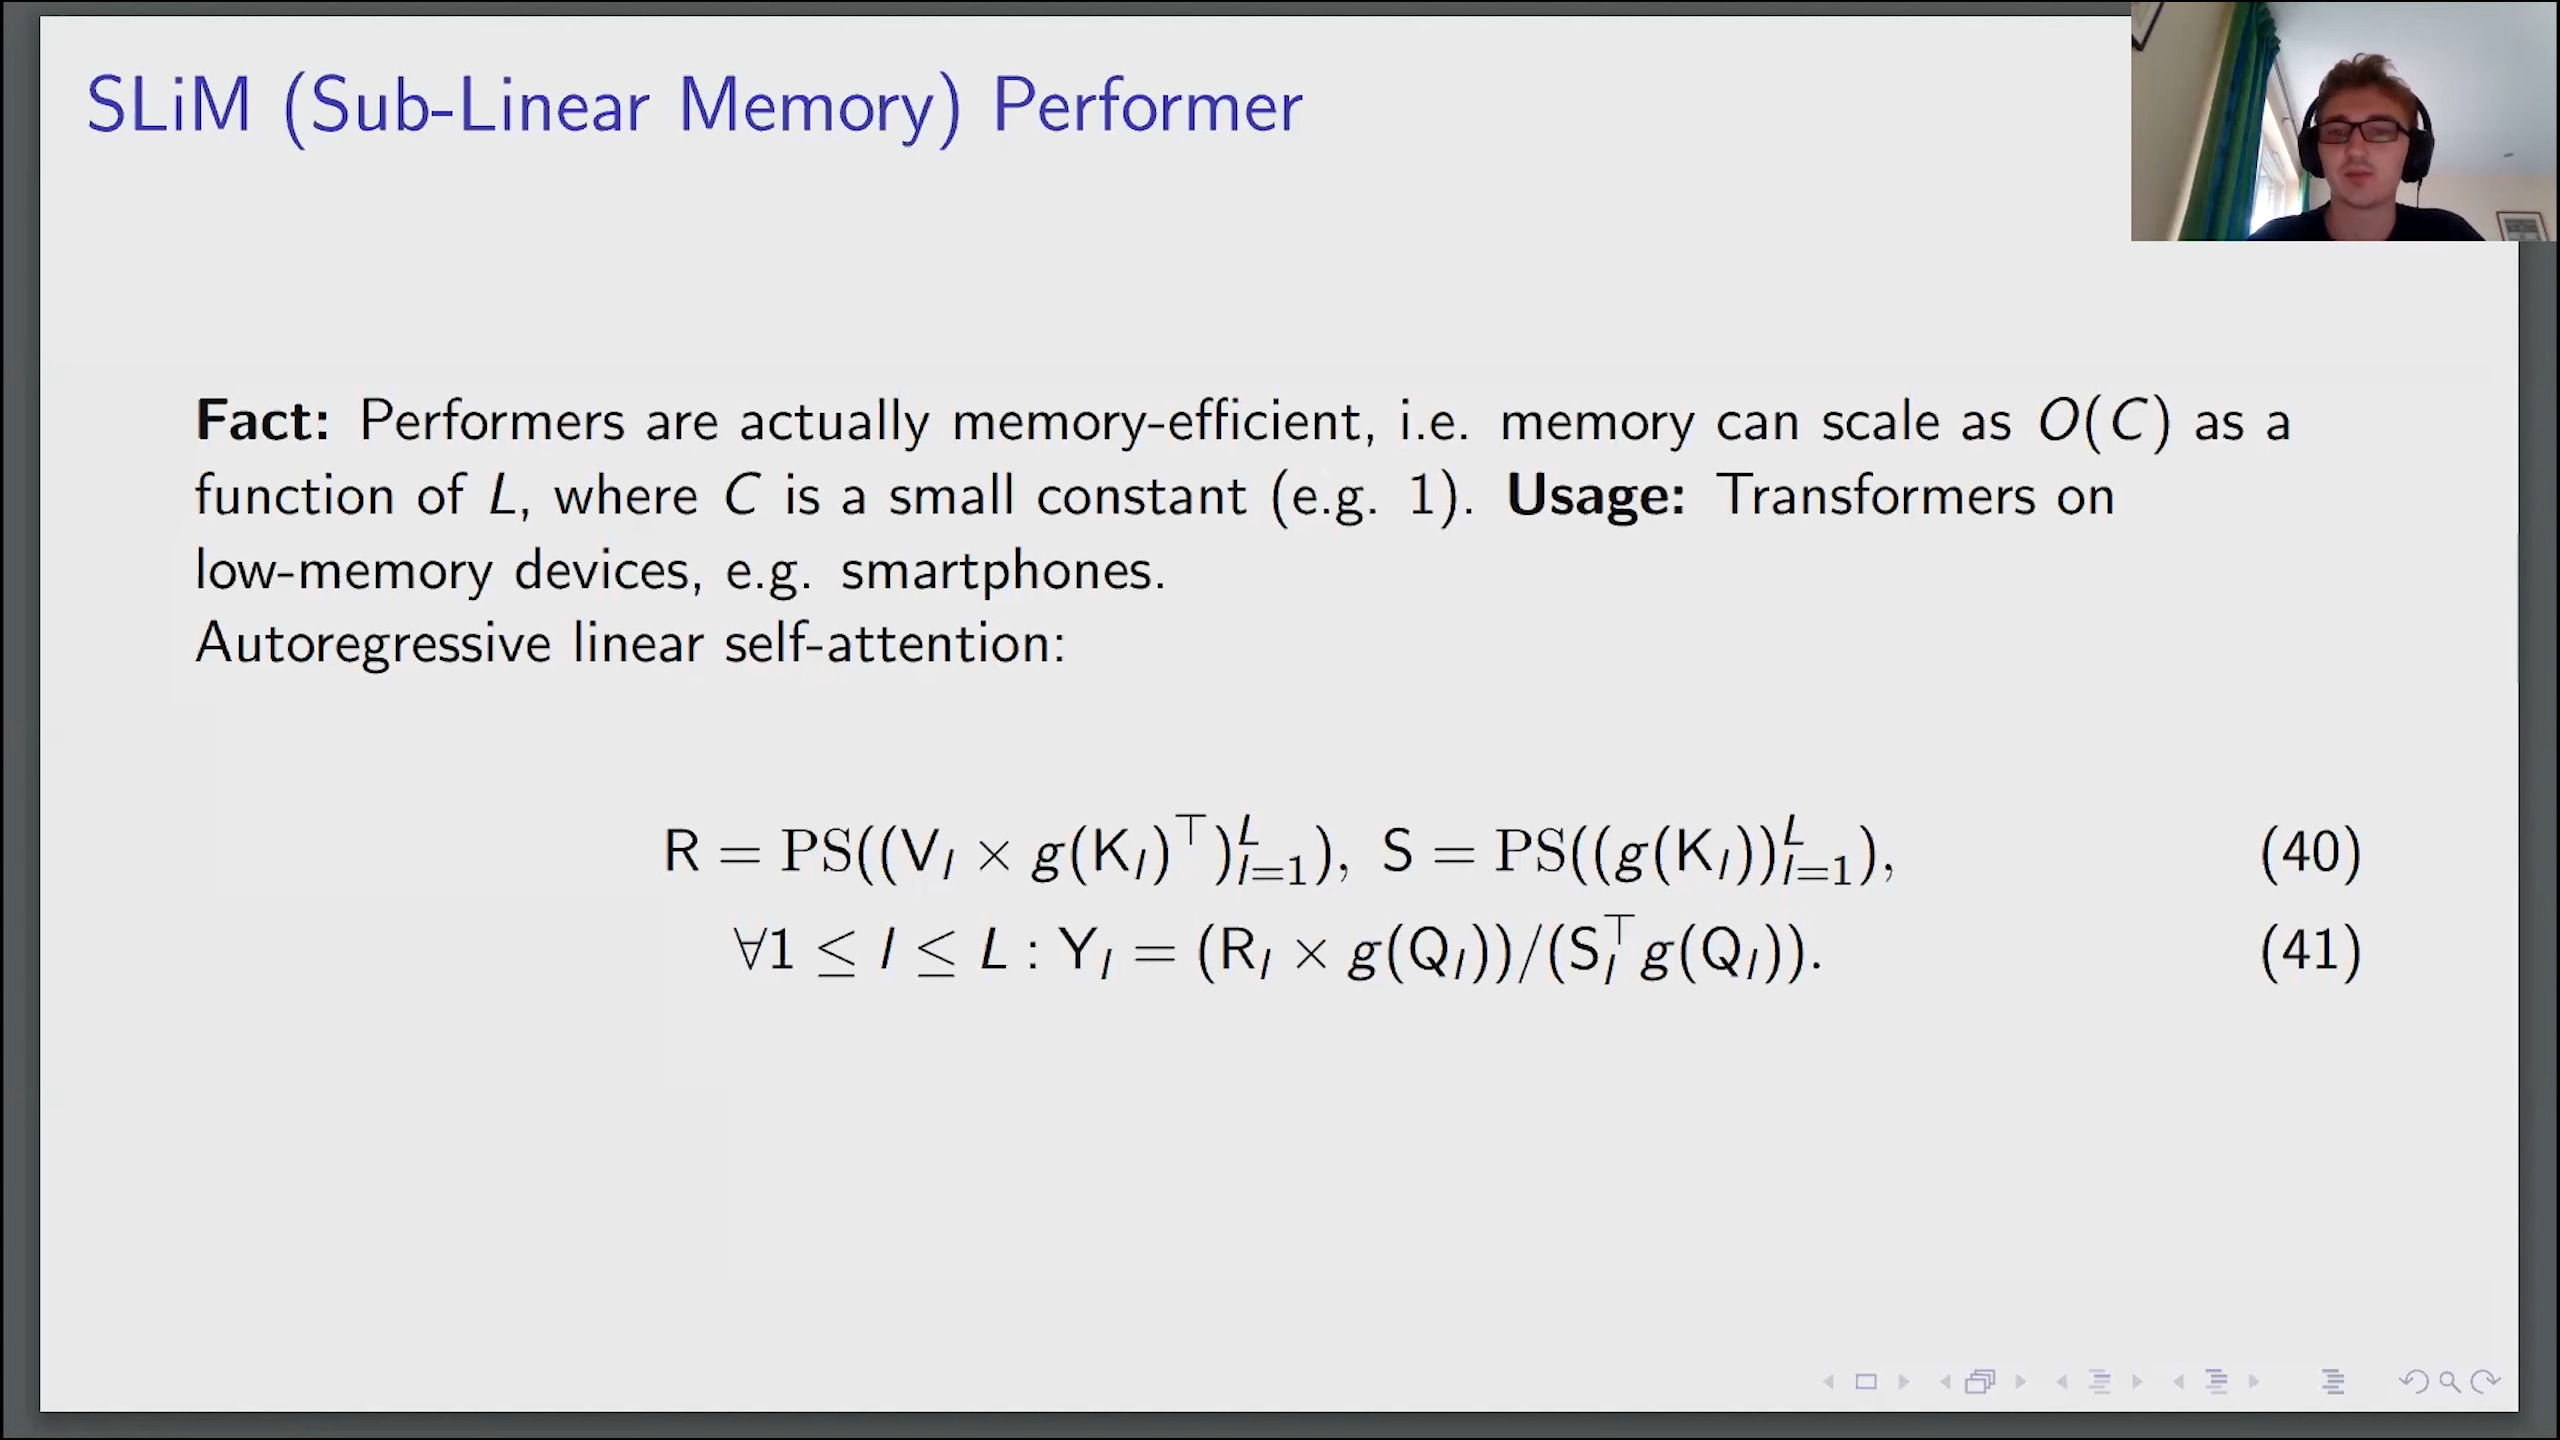 SLiM (Sub-Linear Memory) Performer
Fact: Performers are actually memory-efficient, i.e. memory can scale as O(C) as a
function of L, where C is a small constant (e.g. 1). Usage: Transformers on
low-memory devices, e.g. smartphones.
Autoregressive linear self-attention:
R = PS((V_l × g(K_l)^⊤)_{l=1}^L), S = PS((g(K_l))_{l=1}^L), (40)
∀1 ≤ l ≤ L : Y_l = (R_l × g(Q_l))/(S_l^⊤ g(Q_l)). (41)